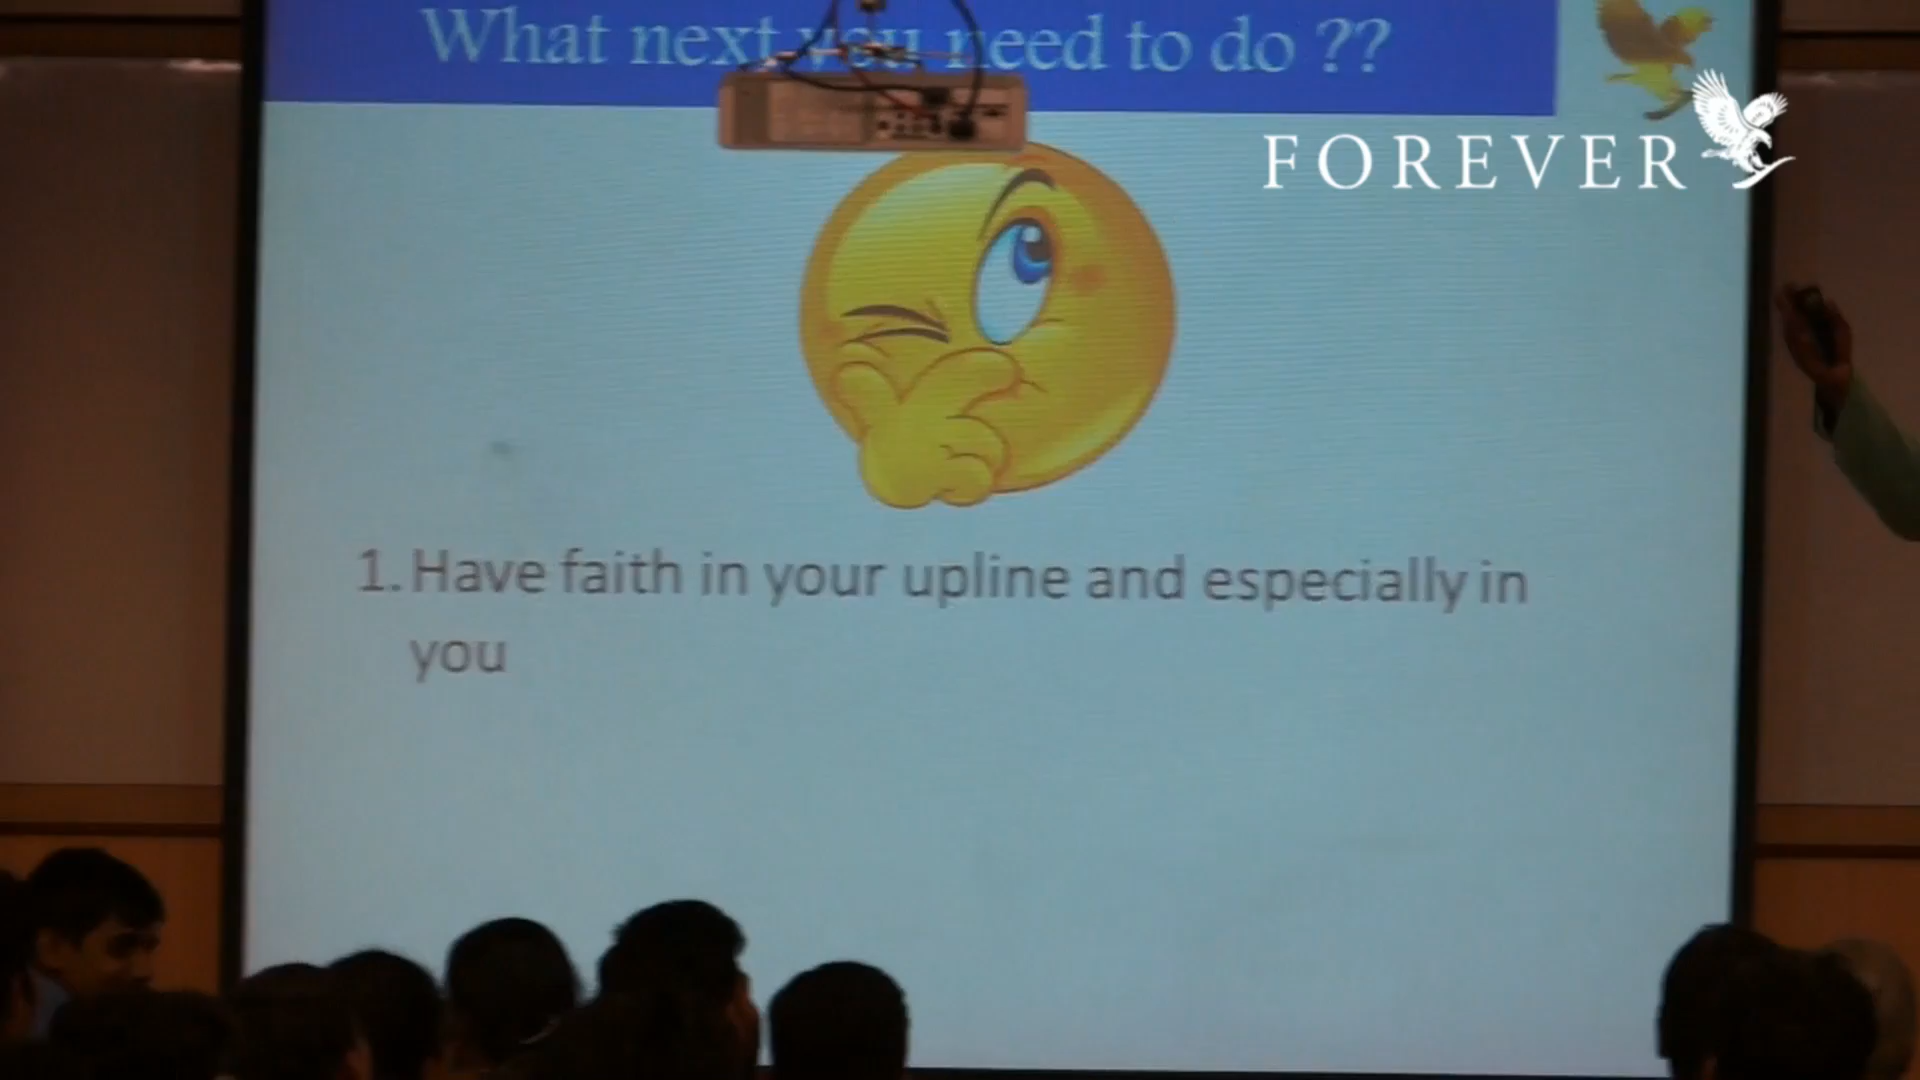 What next you need to do ??
FOREVER
1. Have faith in your upline and especially in
you